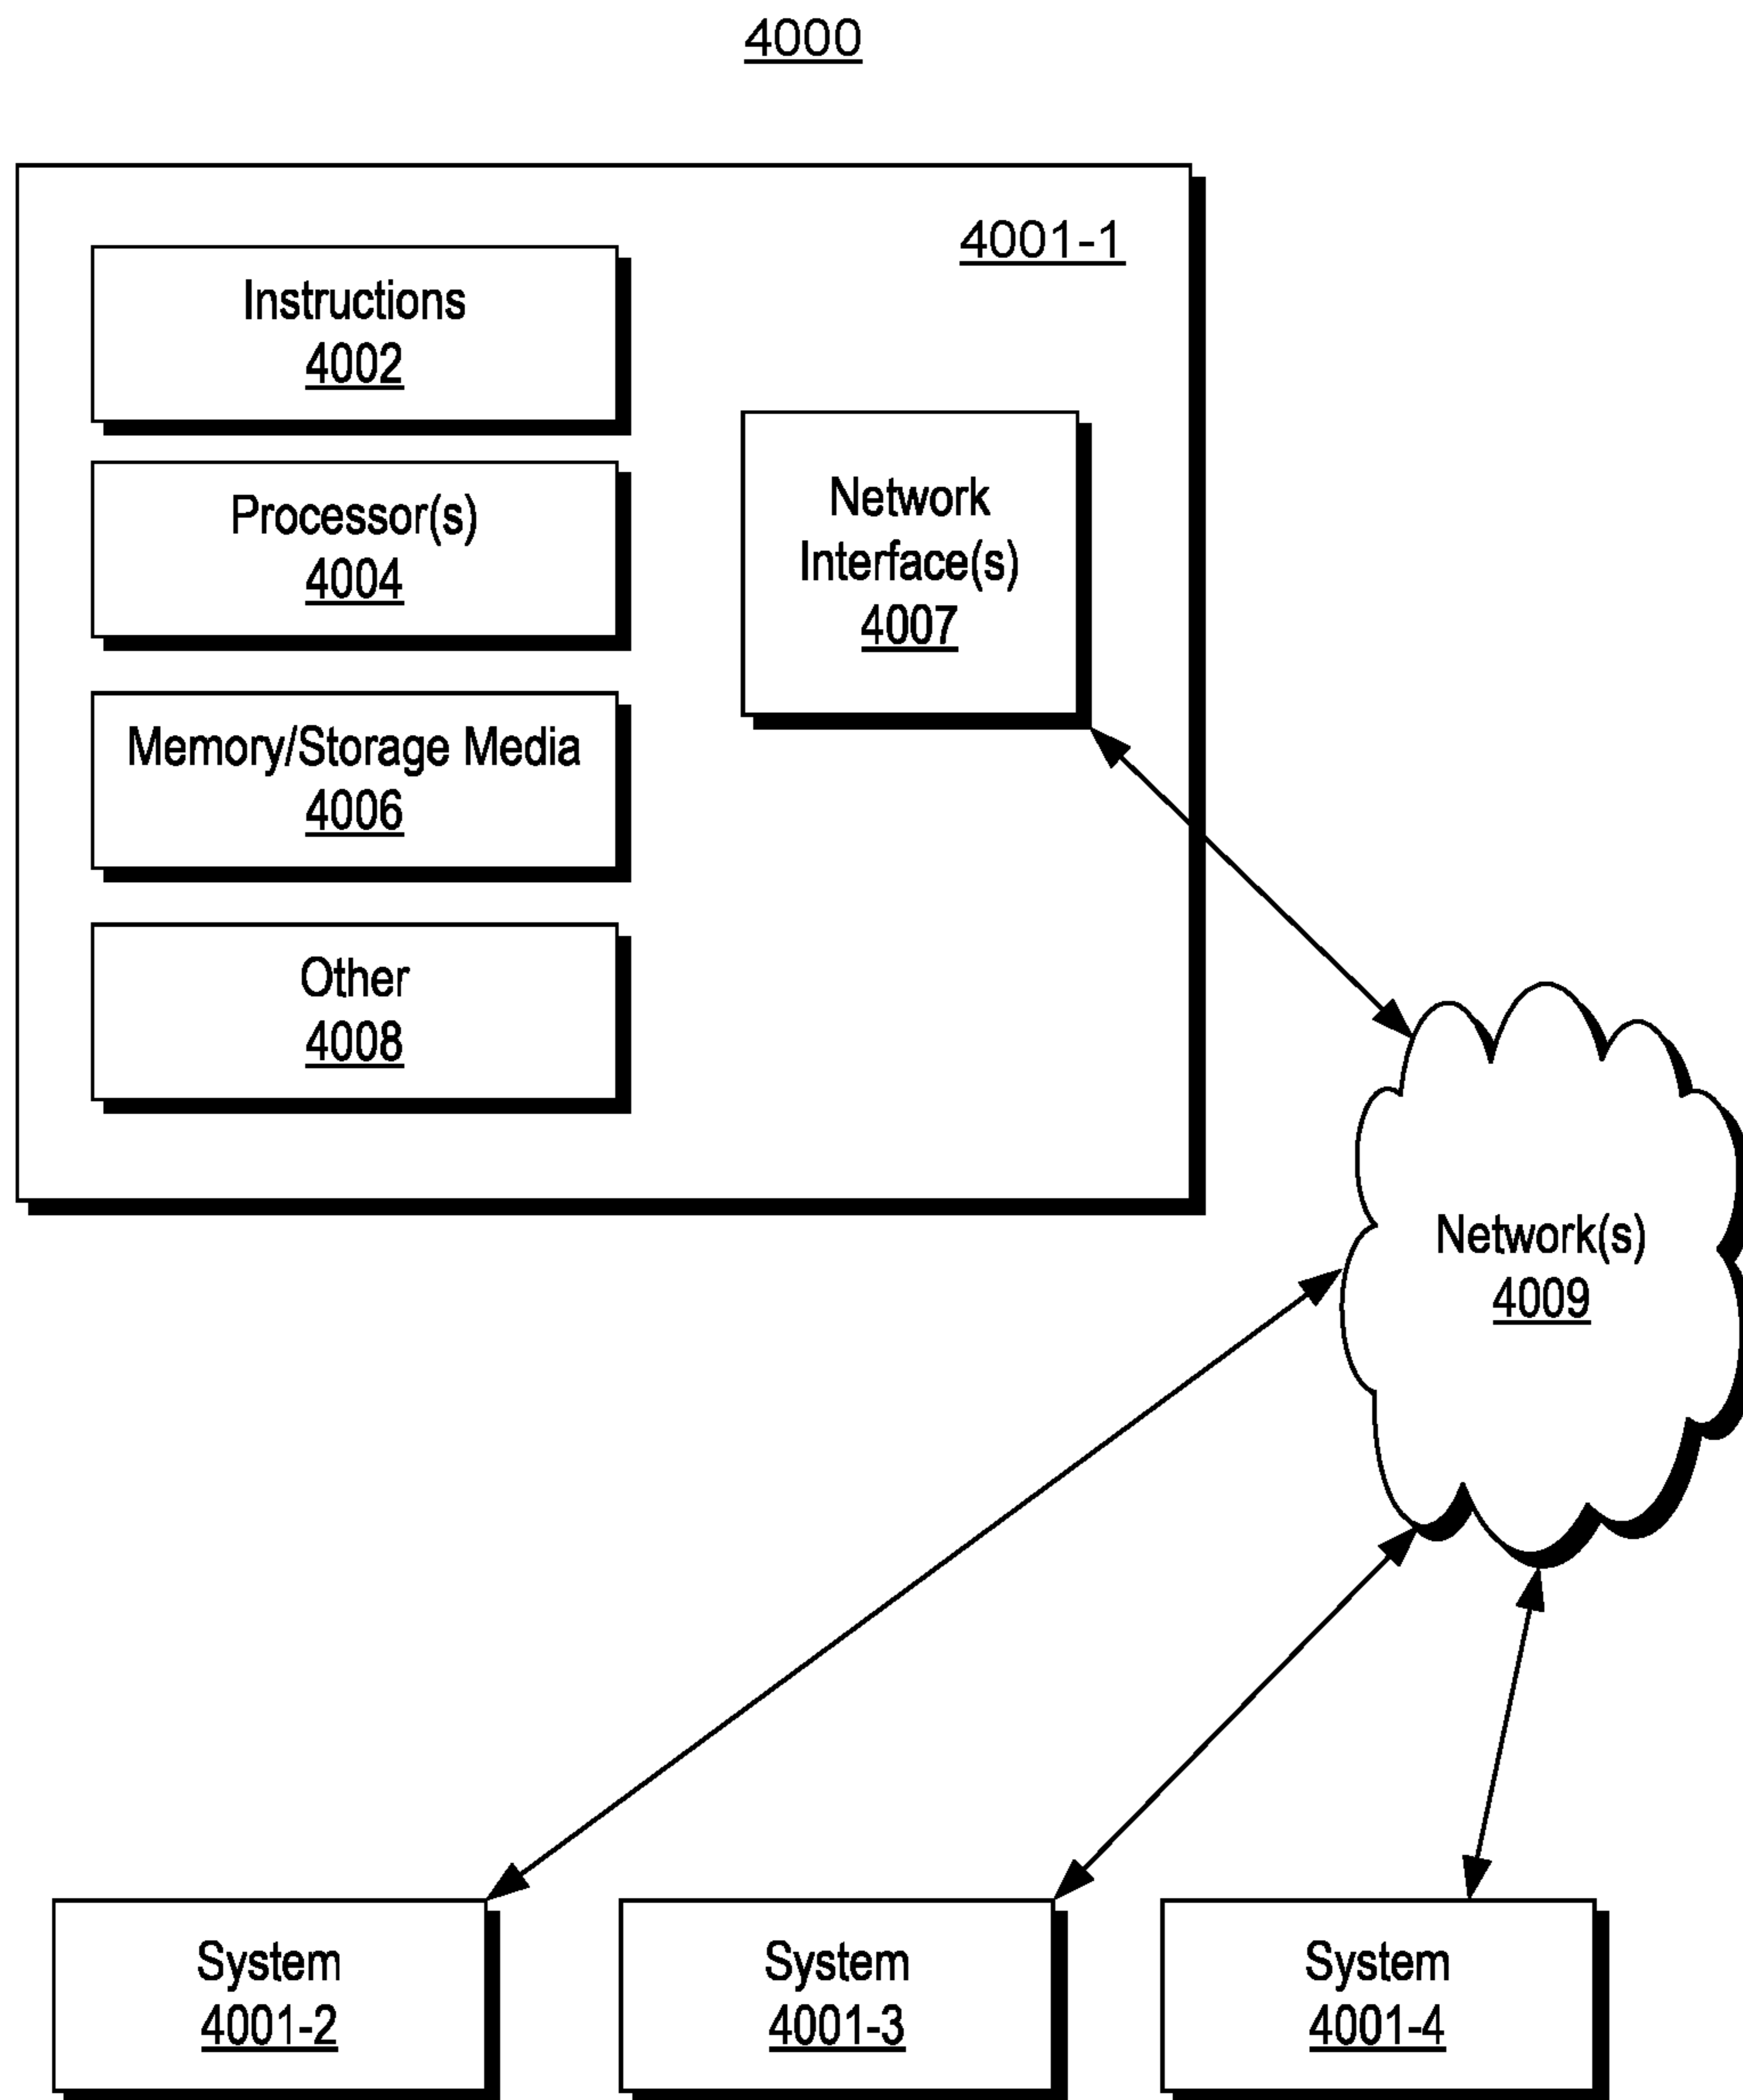 4000
4001-1
Instructions
4002
Processor(s)
4004
Memory/Storage Media
4006
Other
4008
Network
Interface(s)
4007
Network(s)
4009
System
4001-2
System
4001-3
System
4001-4